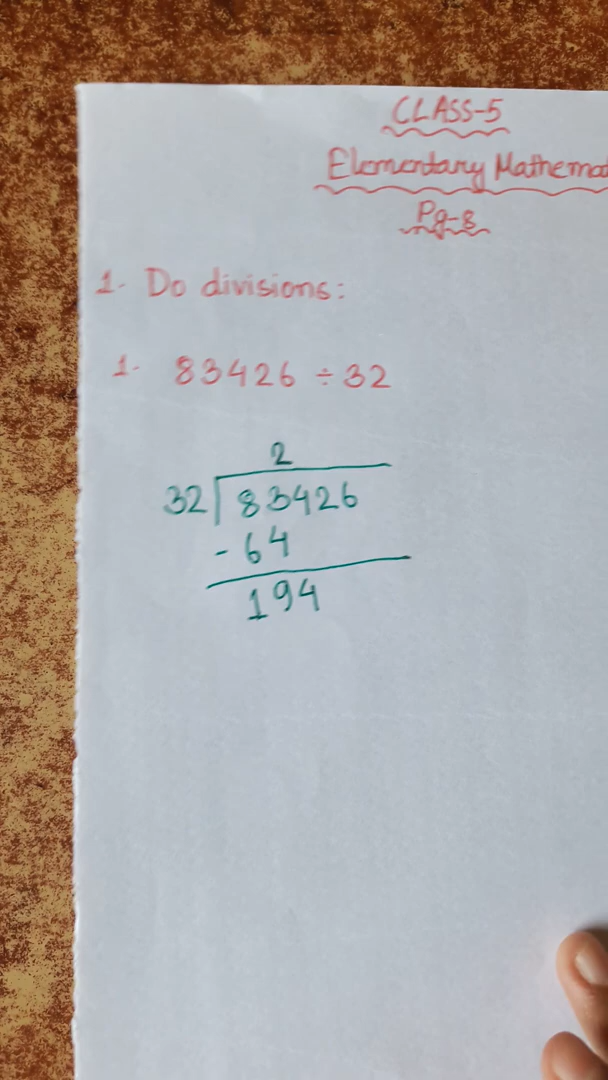 CLASS-5
Elementary Mathemat
Pg-8
1. Do divisions:
1. 83426 ÷ 32
2
32 83426
- 64
194